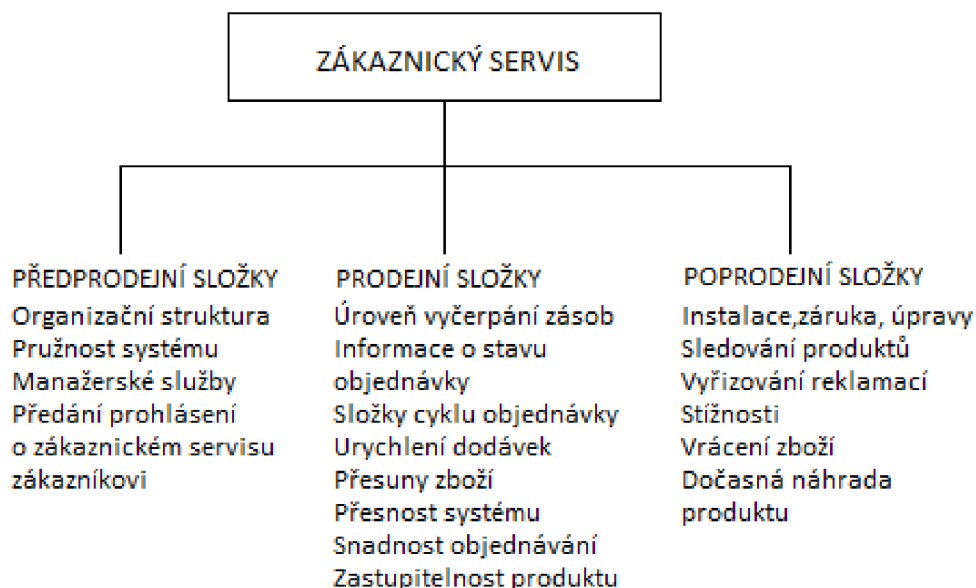 ZÁKAZNICKÝ SERVIS
PŘEDPRODEJNÍ SLOŽKY
Organizační struktura
Pružnost systému
Manažerské služby
Předání prohlásení
o zákaznickém servisu
zákazníkovi
PRODEJNÍ SLOŽKY
Úroveň vyčerpání zásob
Informace o stavu
objednávky
Složky cyklu objednávky
Urychlení dodávek
Přesuny zboží
Přesnost systému
Snadnost objednávání
Zastupitelnost produktu
POPRODEJNÍ SLOŽKY
Instalace,záruka, úpravy
Sledování produktů
Vyřizování reklamací
Stížnosti
Vrácení zboží
Dočasná náhrada
produktu